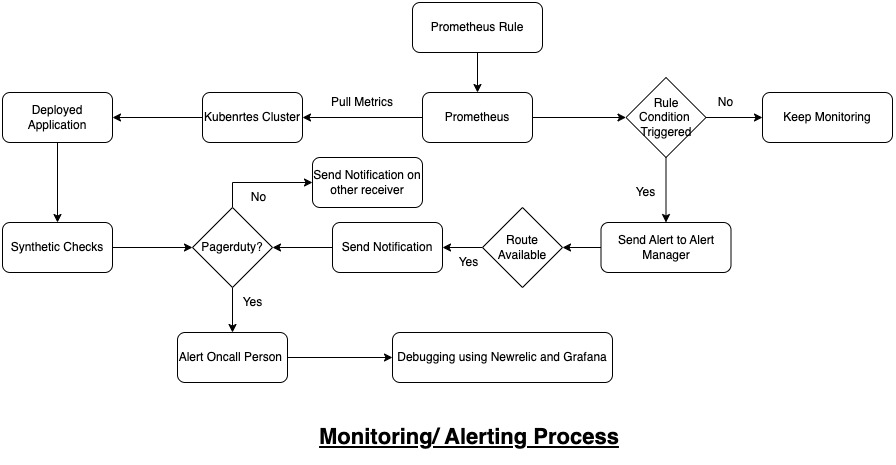 Prometheus Rule
Pull Metrics
Deployed
Application
Kubenrtes Cluster
Prometheus
Rule
Condition
Triggered
No
Keep Monitoring
Send Notification on
other receiver
No
Yes
Synthetic Checks
Pagerduty?
Send Notification
Yes
Route
Available
Send Alert to Alert
Manager
Yes
Alert Oncall Person
Debugging using Newrelic and Grafana
Monitoring/ Alerting Process